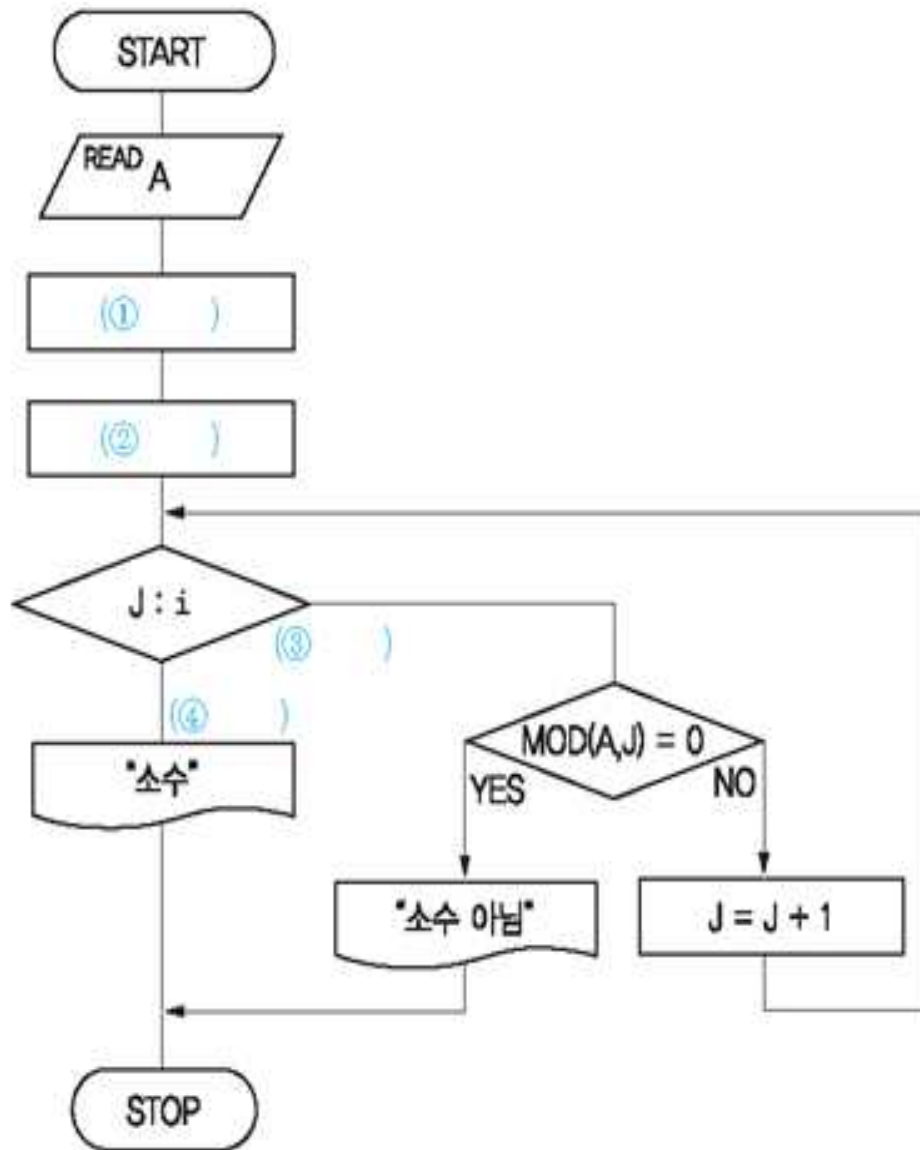 START
READ A
(① )
(② )
J : i
(③ )
(④ )
"소수"
MOD(A,J) = 0
YES
NO
"소수 아님"
J = J + 1
STOP